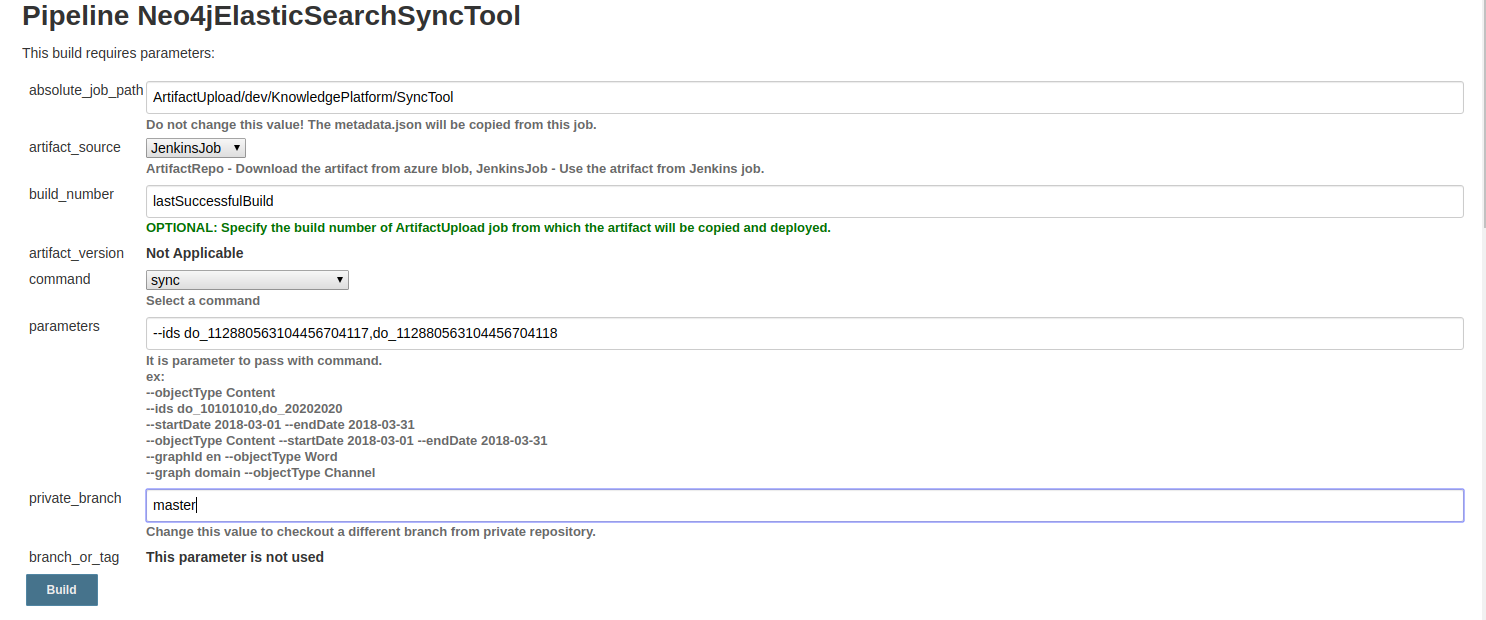 Pipeline Neo4jElasticSearchSyncTool
This build requires parameters:
absolute_job_path
ArtifactUpload/dev/KnowledgePlatform/SyncTool
Do not change this value! The metadata.json will be copied from this job.
artifact_source
JenkinsJob
ArtifactRepo - Download the artifact from azure blob, JenkinsJob - Use the atrifact from Jenkins job.
build_number
lastSuccessfulBuild
OPTIONAL: Specify the build number of ArtifactUpload job from which the artifact will be copied and deployed.
artifact_version
Not Applicable
command
sync
Select a command
parameters
--ids do_112880563104456704117,do_112880563104456704118
It is parameter to pass with command.
ex:
--objectType Content
--ids do_10101010,do_20202020
--startDate 2018-03-01 --endDate 2018-03-31
--objectType Content --startDate 2018-03-01 --endDate 2018-03-31
--graphId en --objectType Word
--graph domain --objectType Channel
private_branch
master
Change this value to checkout a different branch from private repository.
branch_or_tag
This parameter is not used
Build